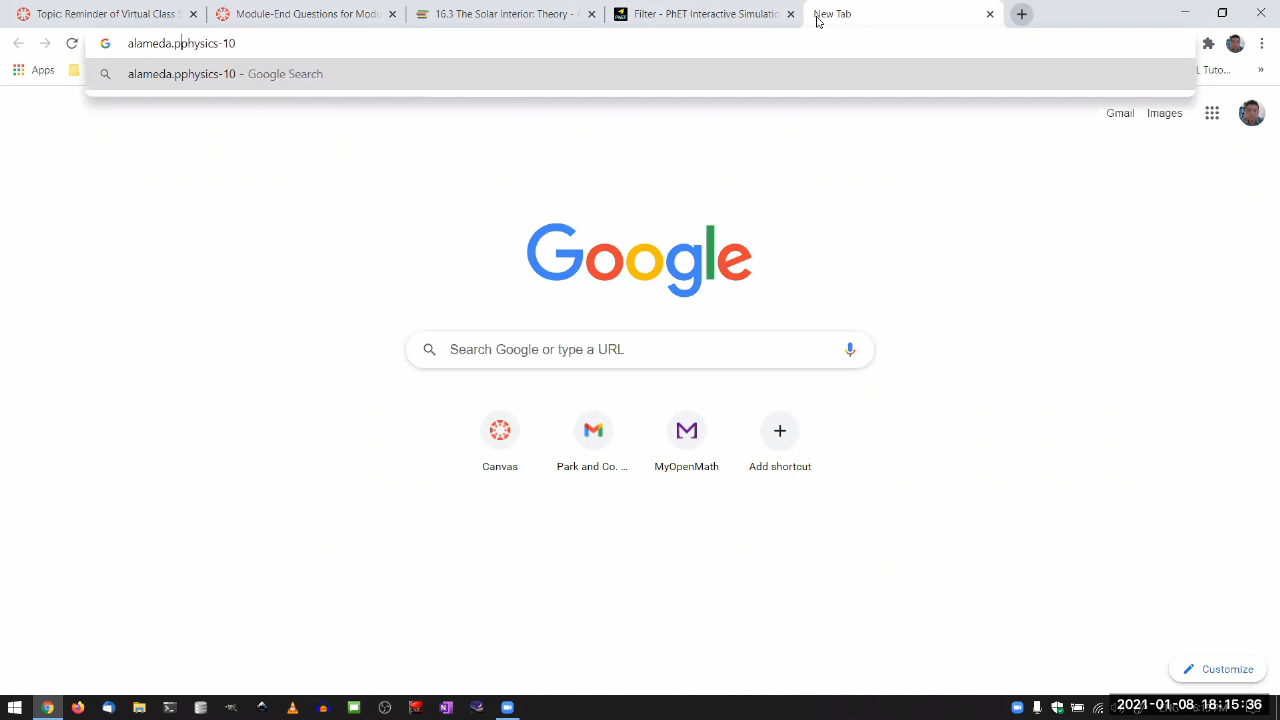 Topic: Reminder of Virtual
Module-End Questions for Modu
16.3 The Solar Interior: Theory - A
Filter - PhET Interactive Simulatio
New Tab
alameda.pphysics-10
Apps
alameda.pphysics-10 - Google Search
L Tuto...
»
Gmail
Images
Google
Search Google or type a URL
Canvas
Park and Co. ...
MyOpenMath
Add shortcut
Customize
2021-01-08 18:15:36